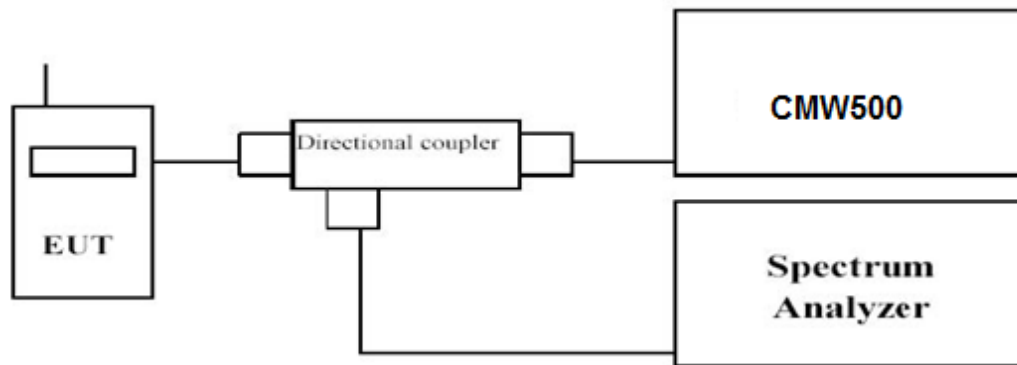 CMW500
Directional coupler
EUT
Spectrum
Analyzer